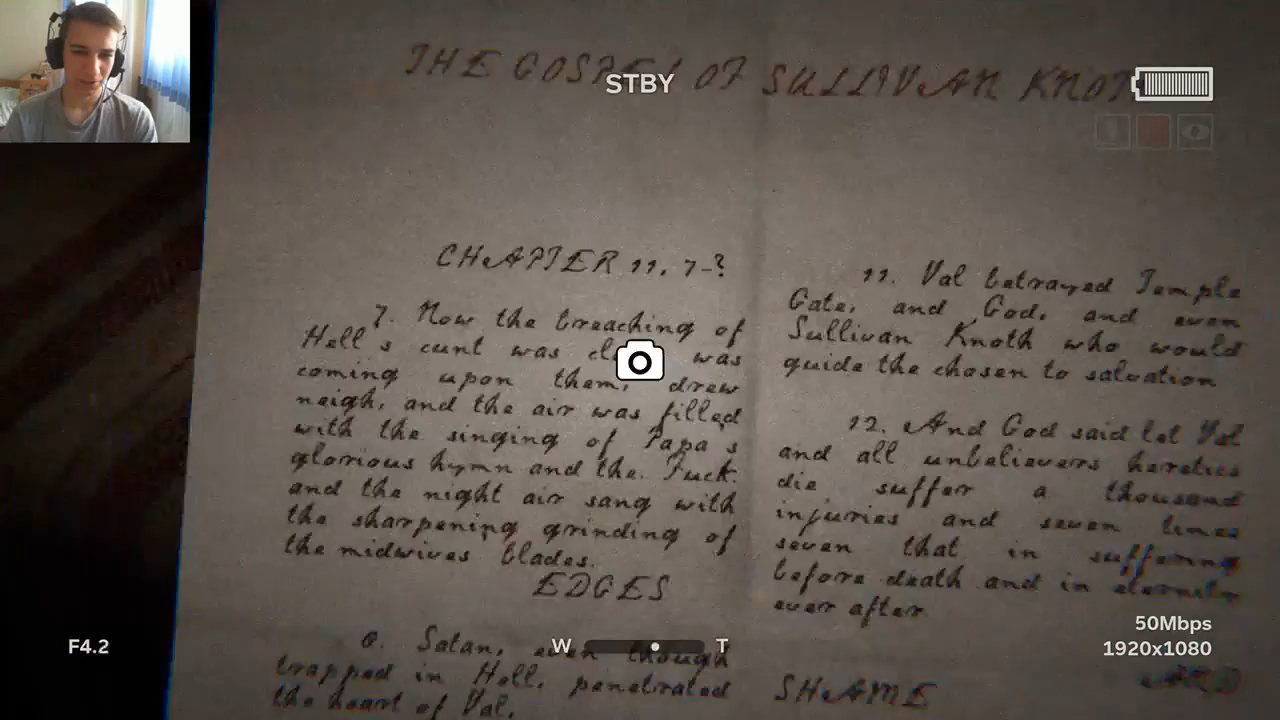 THE GOSPEL OF SULLIVAN KNOTH
STBY
CHAPTER 11. 7-?
7. Now the breaching of
Hell's cunt was was
coming upon them, drew
neigh, and the air was filled
with the singing of Papa's
glorious hymn and the. Fuck.
and the night air sang with
the sharpening grinding of
the midwives blades.
EDGES
8. Satan, even though
trapped in Hell, penetrated
the heart of Val.
11. Val betrayed Temple
Gate, and God, and even
Sullivan Knoth who would
guide the chosen to salvation
12. And God said let Val
and all unbelievers heretics
die suffer a thousand
injuries and seven times
seven that in suffering
before death and in eternity
ever after
SHAME
AND
F4.2
W T
50Mbps
1920x1080